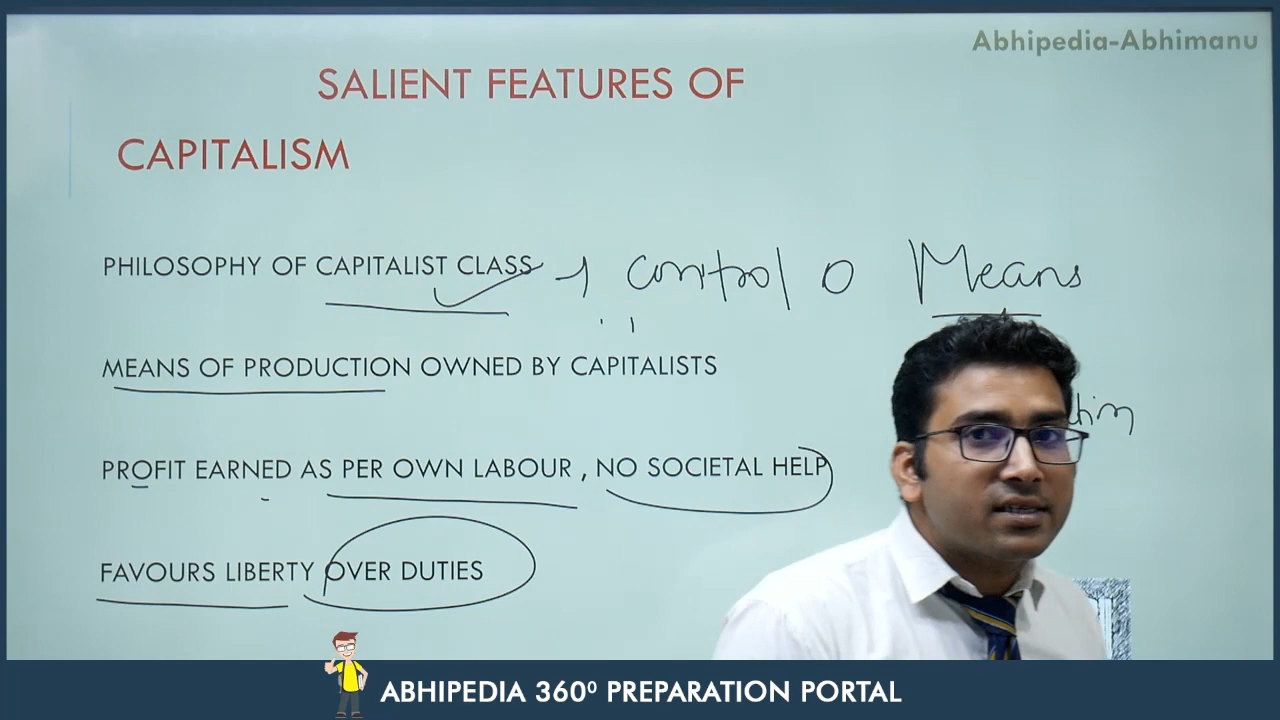 Abhipedia-Abhimanu
SALIENT FEATURES OF
CAPITALISM
PHILOSOPHY OF CAPITALIST CLASS control o Means
MEANS OF PRODUCTION OWNED BY CAPITALISTS
PROFIT EARNED AS PER OWN LABOUR , NO SOCIETAL HELP
FAVOURS LIBERTY OVER DUTIES
ABHIPEDIA 360⁰ PREPARATION PORTAL